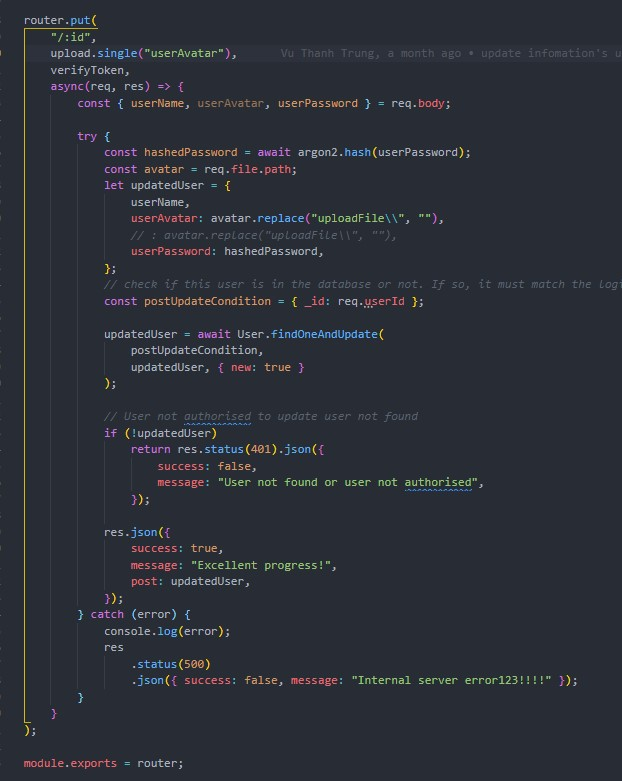 router.put(
"/:id",
upload.single("userAvatar"), Vu Thanh Trung, a month ago • update infomation's u
verifyToken,
async(req, res) => {
const { userName, userAvatar, userPassword } = req.body;
try {
const hashedPassword = await argon2.hash(userPassword);
const avatar = req.file.path;
let updatedUser = {
userName,
userAvatar: avatar.replace("uploadFile\\", ""),
// : avatar.replace("uploadFile\\", ""),
userPassword: hashedPassword,
};
// check if this user is in the database or not. If so, it must match the logi
const postUpdateCondition = { _id: req.userId };
updatedUser = await User.findOneAndUpdate(
postUpdateCondition,
updatedUser, { new: true }
);
// User not authorised to update user not found
if (!updatedUser)
return res.status(401).json({
success: false,
message: "User not found or user not authorised",
});
res.json({
success: true,
message: "Excellent progress!",
post: updatedUser,
});
} catch (error) {
console.log(error);
res
.status(500)
.json({ success: false, message: "Internal server error123!!!!" });
}
}
);
module.exports = router;